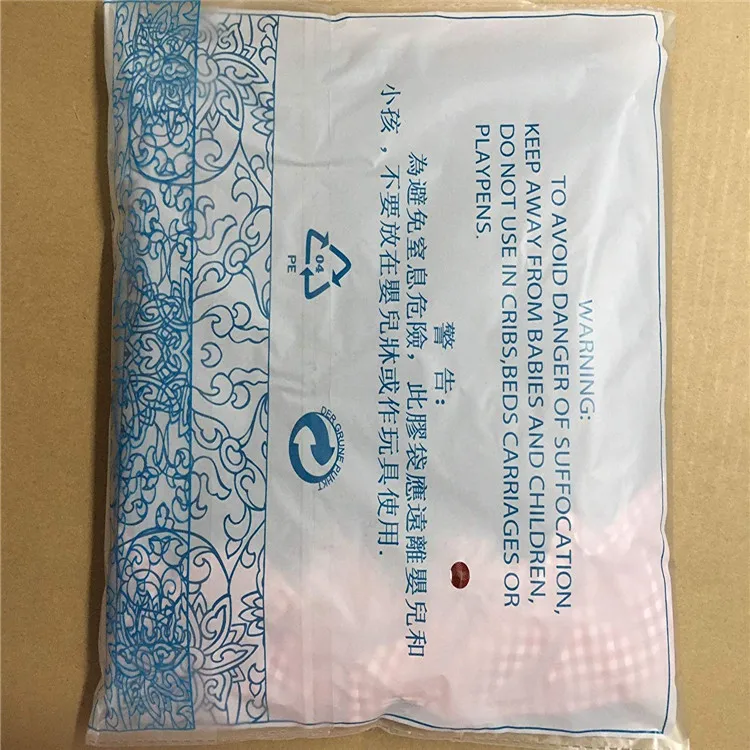 WARNING:
TO AVOID DANGER OF SUFFOCATION,
KEEP AWAY FROM BABIES AND CHILDREN,
DO NOT USE IN CRIBS,BEDS CARRIAGES OR
PLAYPENS.
警告:
為避免窒息危險，此膠袋應遠離嬰兒和
小孩，不要放在嬰兒牀或作玩具使用.
04
PE
DER GRUNE PUNKT